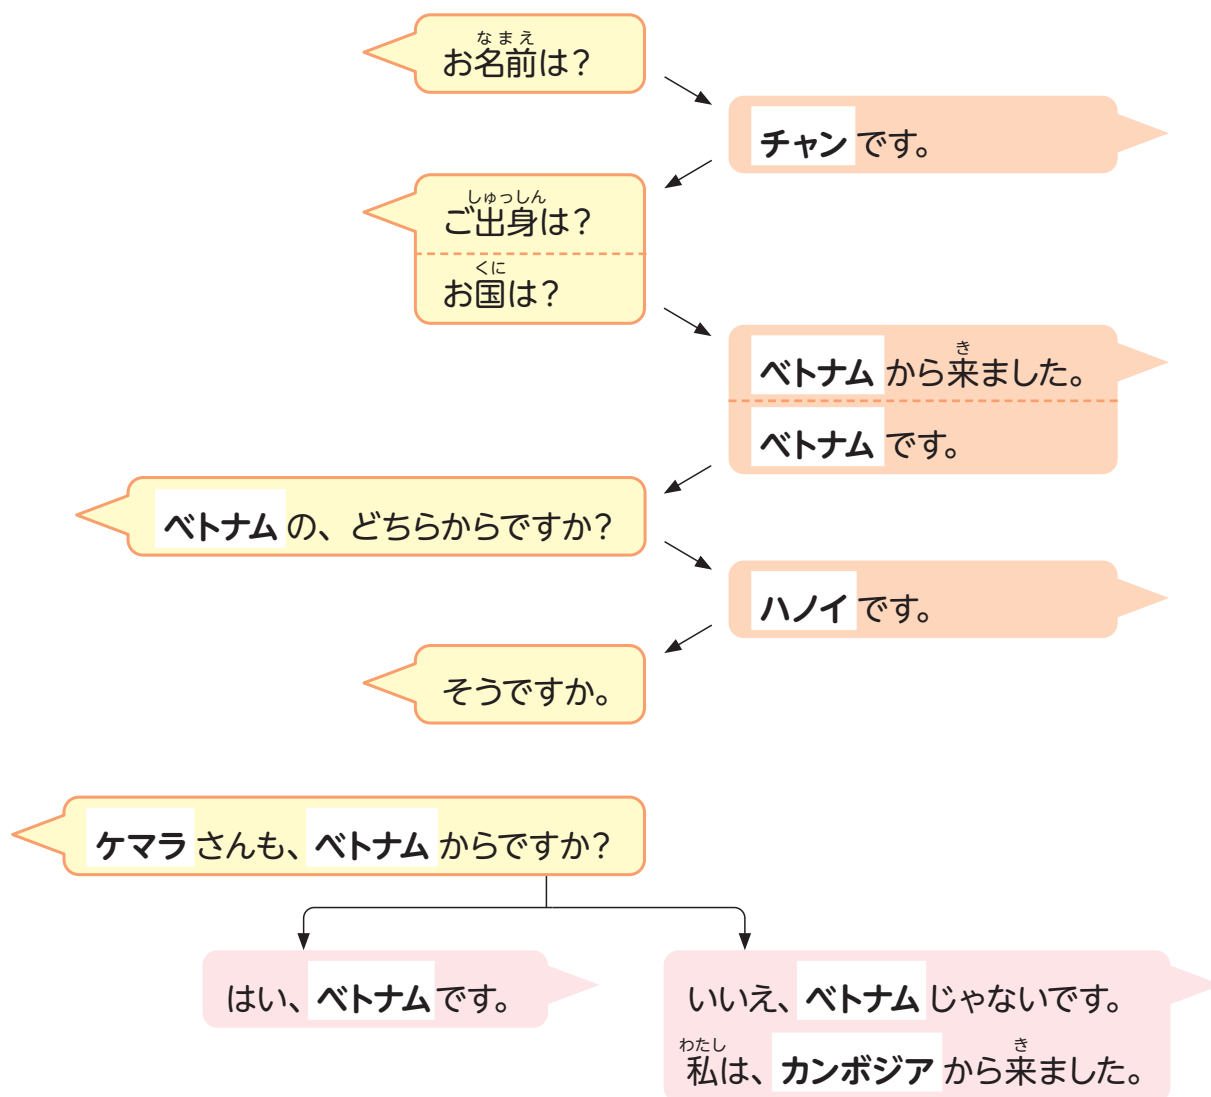 なまえ
お名前は？
チャンです。
しゅっしん
ご出身は？
くに
お国は？
き
ベトナムから来ました。
ベトナムです。
ベトナムの、どちらからですか？
ハノイです。
そうですか。
ケマラさんも、ベトナムからですか？
はい、ベトナムです。
いいえ、ベトナムじゃないです。
わたし き
私は、カンボジアから来ました。